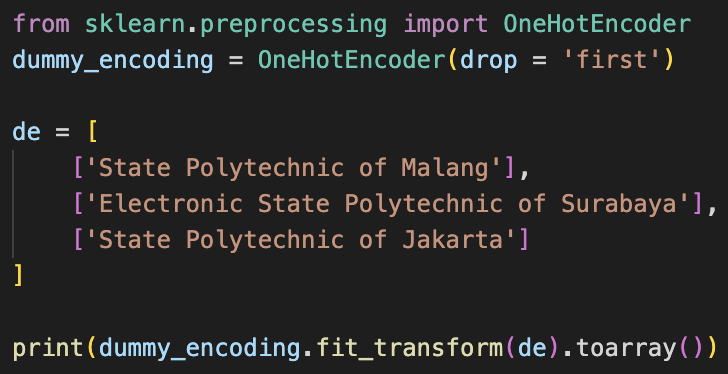 from sklearn.preprocessing import OneHotEncoder
dummy_encoding = OneHotEncoder(drop = 'first')
de = [
['State Polytechnic of Malang'],
['Electronic State Polytechnic of Surabaya'],
['State Polytechnic of Jakarta']
]
print(dummy_encoding.fit_transform(de).toarray())